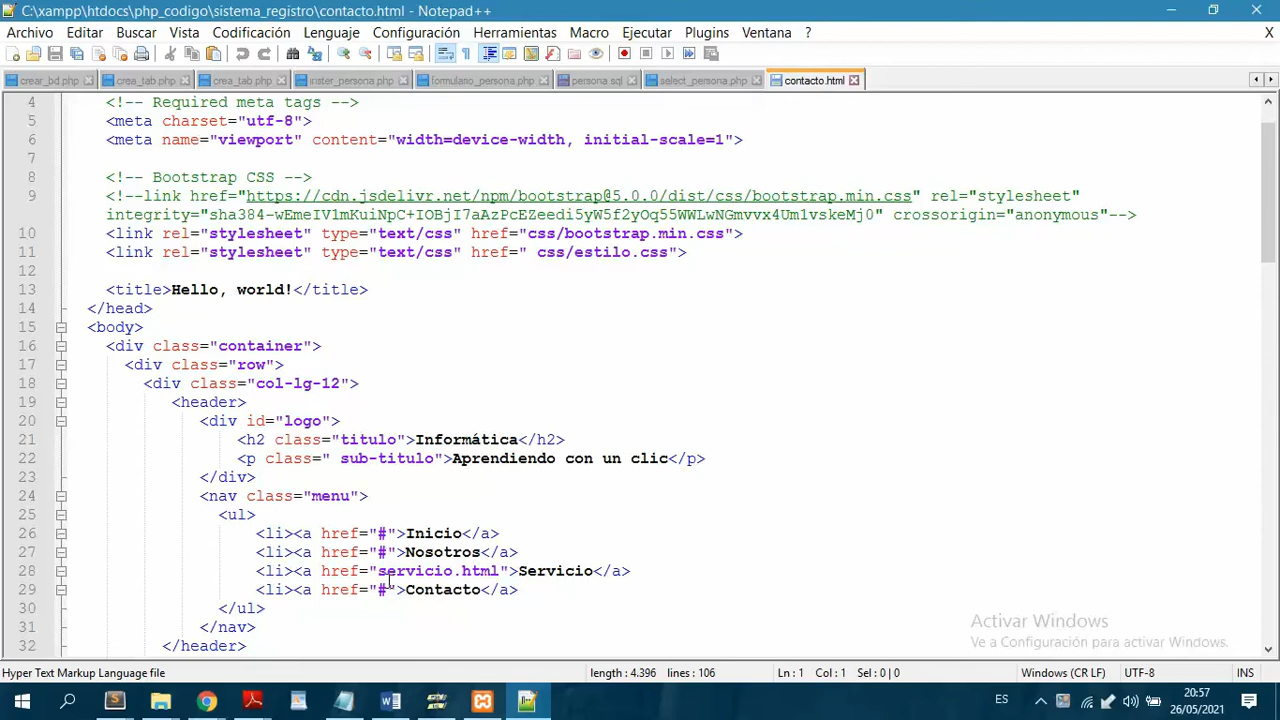 C:\xampp\htdocs\php_codigo\sistema_registro\contacto.html - Notepad++
Archivo Editar Buscar Vista Codificación Lenguaje Configuración Herramientas Macro Ejecutar Plugins Ventana ? X
crear_bd.php crea_tab.php crea_tab.php inster_persona.php formulario_persona.php persona sql select_persona.php contacto.html
4 <!-- Required meta tags -->
5 <meta charset="utf-8">
6 <meta name="viewport" content="width=device-width, initial-scale=1">
7
8 <!-- Bootstrap CSS -->
9 <!--link href="https://cdn.jsdelivr.net/npm/bootstrap@5.0.0/dist/css/bootstrap.min.css" rel="stylesheet"
integrity="sha384-wEmeIV1mKuiNpC+IOBjI7aAzPcEZeedi5yW5f2yOq55WWLwNGmvvx4Um1vskeMj0" crossorigin="anonymous"-->
10 <link rel="stylesheet" type="text/css" href="css/bootstrap.min.css">
11 <link rel="stylesheet" type="text/css" href=" css/estilo.css">
12
13 <title>Hello, world!</title>
14 </head>
15 <body>
16 <div class="container">
17 <div class="row">
18 <div class="col-lg-12">
19 <header>
20 <div id="logo">
21 <h2 class="titulo">Informática</h2>
22 <p class=" sub-titulo">Aprendiendo con un clic</p>
23 </div>
24 <nav class="menu">
25 <ul>
26 <li><a href="#">Inicio</a>
27 <li><a href="#">Nosotros</a>
28 <li><a href="servicio.html">Servicio</a>
29 <li><a href="#">Contacto</a>
30 </ul>
31 </nav>
32 </header>
Activar Windows
Ve a Configuración para activar Windows.
Hyper Text Markup Language file length : 4.396 lines : 106 Ln : 1 Col : 1 Sel : 0 | 0 Windows (CR LF) UTF-8 INS
ES 20:57
26/05/2021